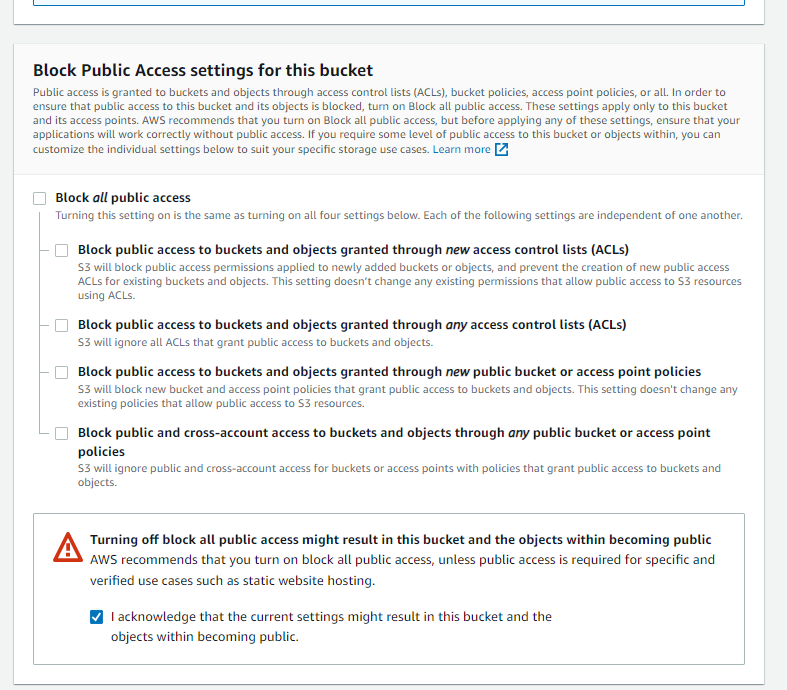 Block Public Access settings for this bucket
Public access is granted to buckets and objects through access control lists (ACLs), bucket policies, access point policies, or all. In order to
ensure that public access to this bucket and its objects is blocked, turn on Block all public access. These settings apply only to this bucket
and its access points. AWS recommends that you turn on Block all public access, but before applying any of these settings, ensure that your
applications will work correctly without public access. If you require some level of public access to this bucket or objects within, you can
customize the individual settings below to suit your specific storage use cases. Learn more
Block all public access
Turning this setting on is the same as turning on all four settings below. Each of the following settings are independent of one another.
Block public access to buckets and objects granted through new access control lists (ACLs)
S3 will block public access permissions applied to newly added buckets or objects, and prevent the creation of new public access
ACLs for existing buckets and objects. This setting doesn't change any existing permissions that allow public access to S3 resources
using ACLs.
Block public access to buckets and objects granted through any access control lists (ACLs)
S3 will ignore all ACLs that grant public access to buckets and objects.
Block public access to buckets and objects granted through new public bucket or access point policies
S3 will block new bucket and access point policies that grant public access to buckets and objects. This setting doesn't change any
existing policies that allow public access to S3 resources.
Block public and cross-account access to buckets and objects through any public bucket or access point
policies
S3 will ignore public and cross-account access for buckets or access points with policies that grant public access to buckets and
objects.
Turning off block all public access might result in this bucket and the objects within becoming public
AWS recommends that you turn on block all public access, unless public access is required for specific and
verified use cases such as static website hosting.
I acknowledge that the current settings might result in this bucket and the
objects within becoming public.